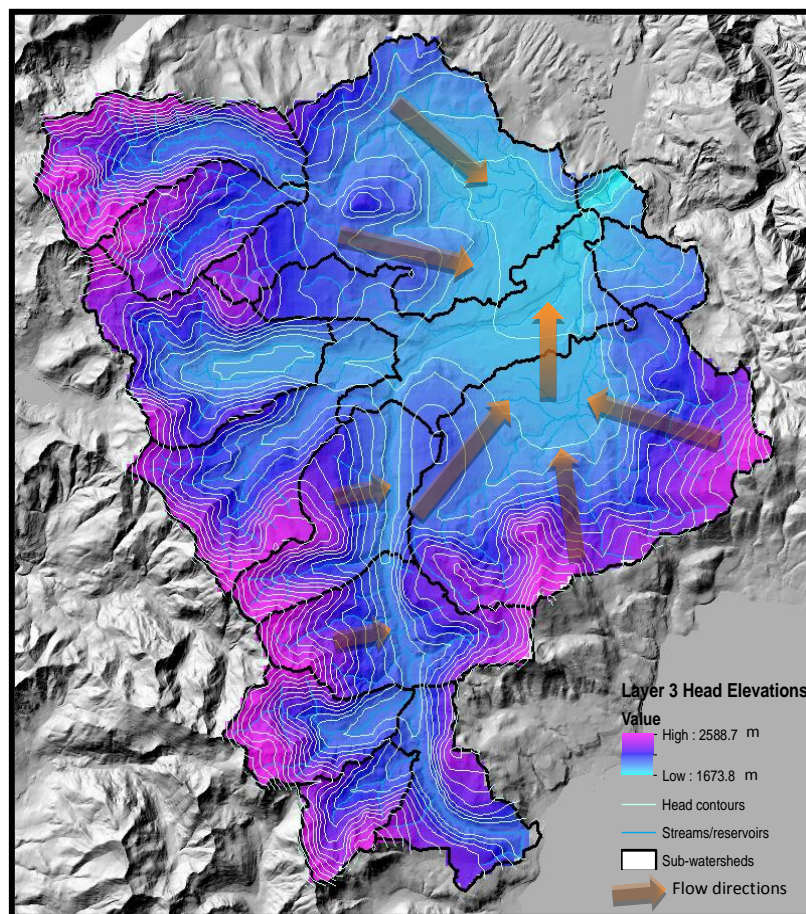 Layer 3 Head Elevations
Value
High : 2588.7 m
Low : 1673.8 m
Head contours
Streams/reservoirs
Sub-watersheds
Flow directions